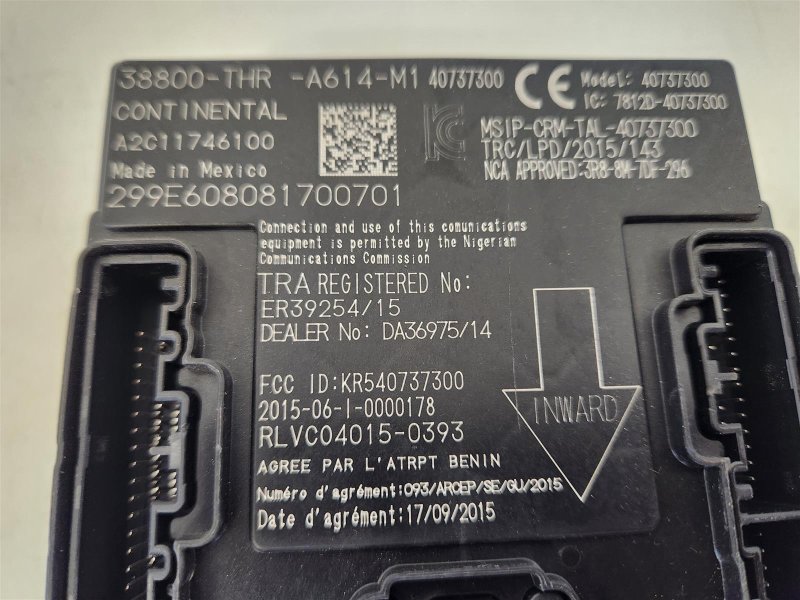 38800-THR -A614-M1 40737300
CONTINENTAL
A2C11746100
Made in Mexico
299E608081700701
CE
Model: 40737300
IC: 7812D-40737300
MSIP-CRM-TAL-40737300
TRC/LPD/2015/143
NCA APPROVED:3R8-8M-7DF-296
Connection and use of this comunications
equipment is permitted by the Nigerian
Communications Commission
TRA REGISTERED No:
ER39254/15
DEALER No: DA36975/14
FCC ID:KR540737300
2015-06-I-0000178
RLVC04015-0393
AGREE PAR L'ATRPT BENIN
Numéro d'agrément:093/ARCEP/SE/GU/2015
Date d'agrément:17/09/2015
INWARD